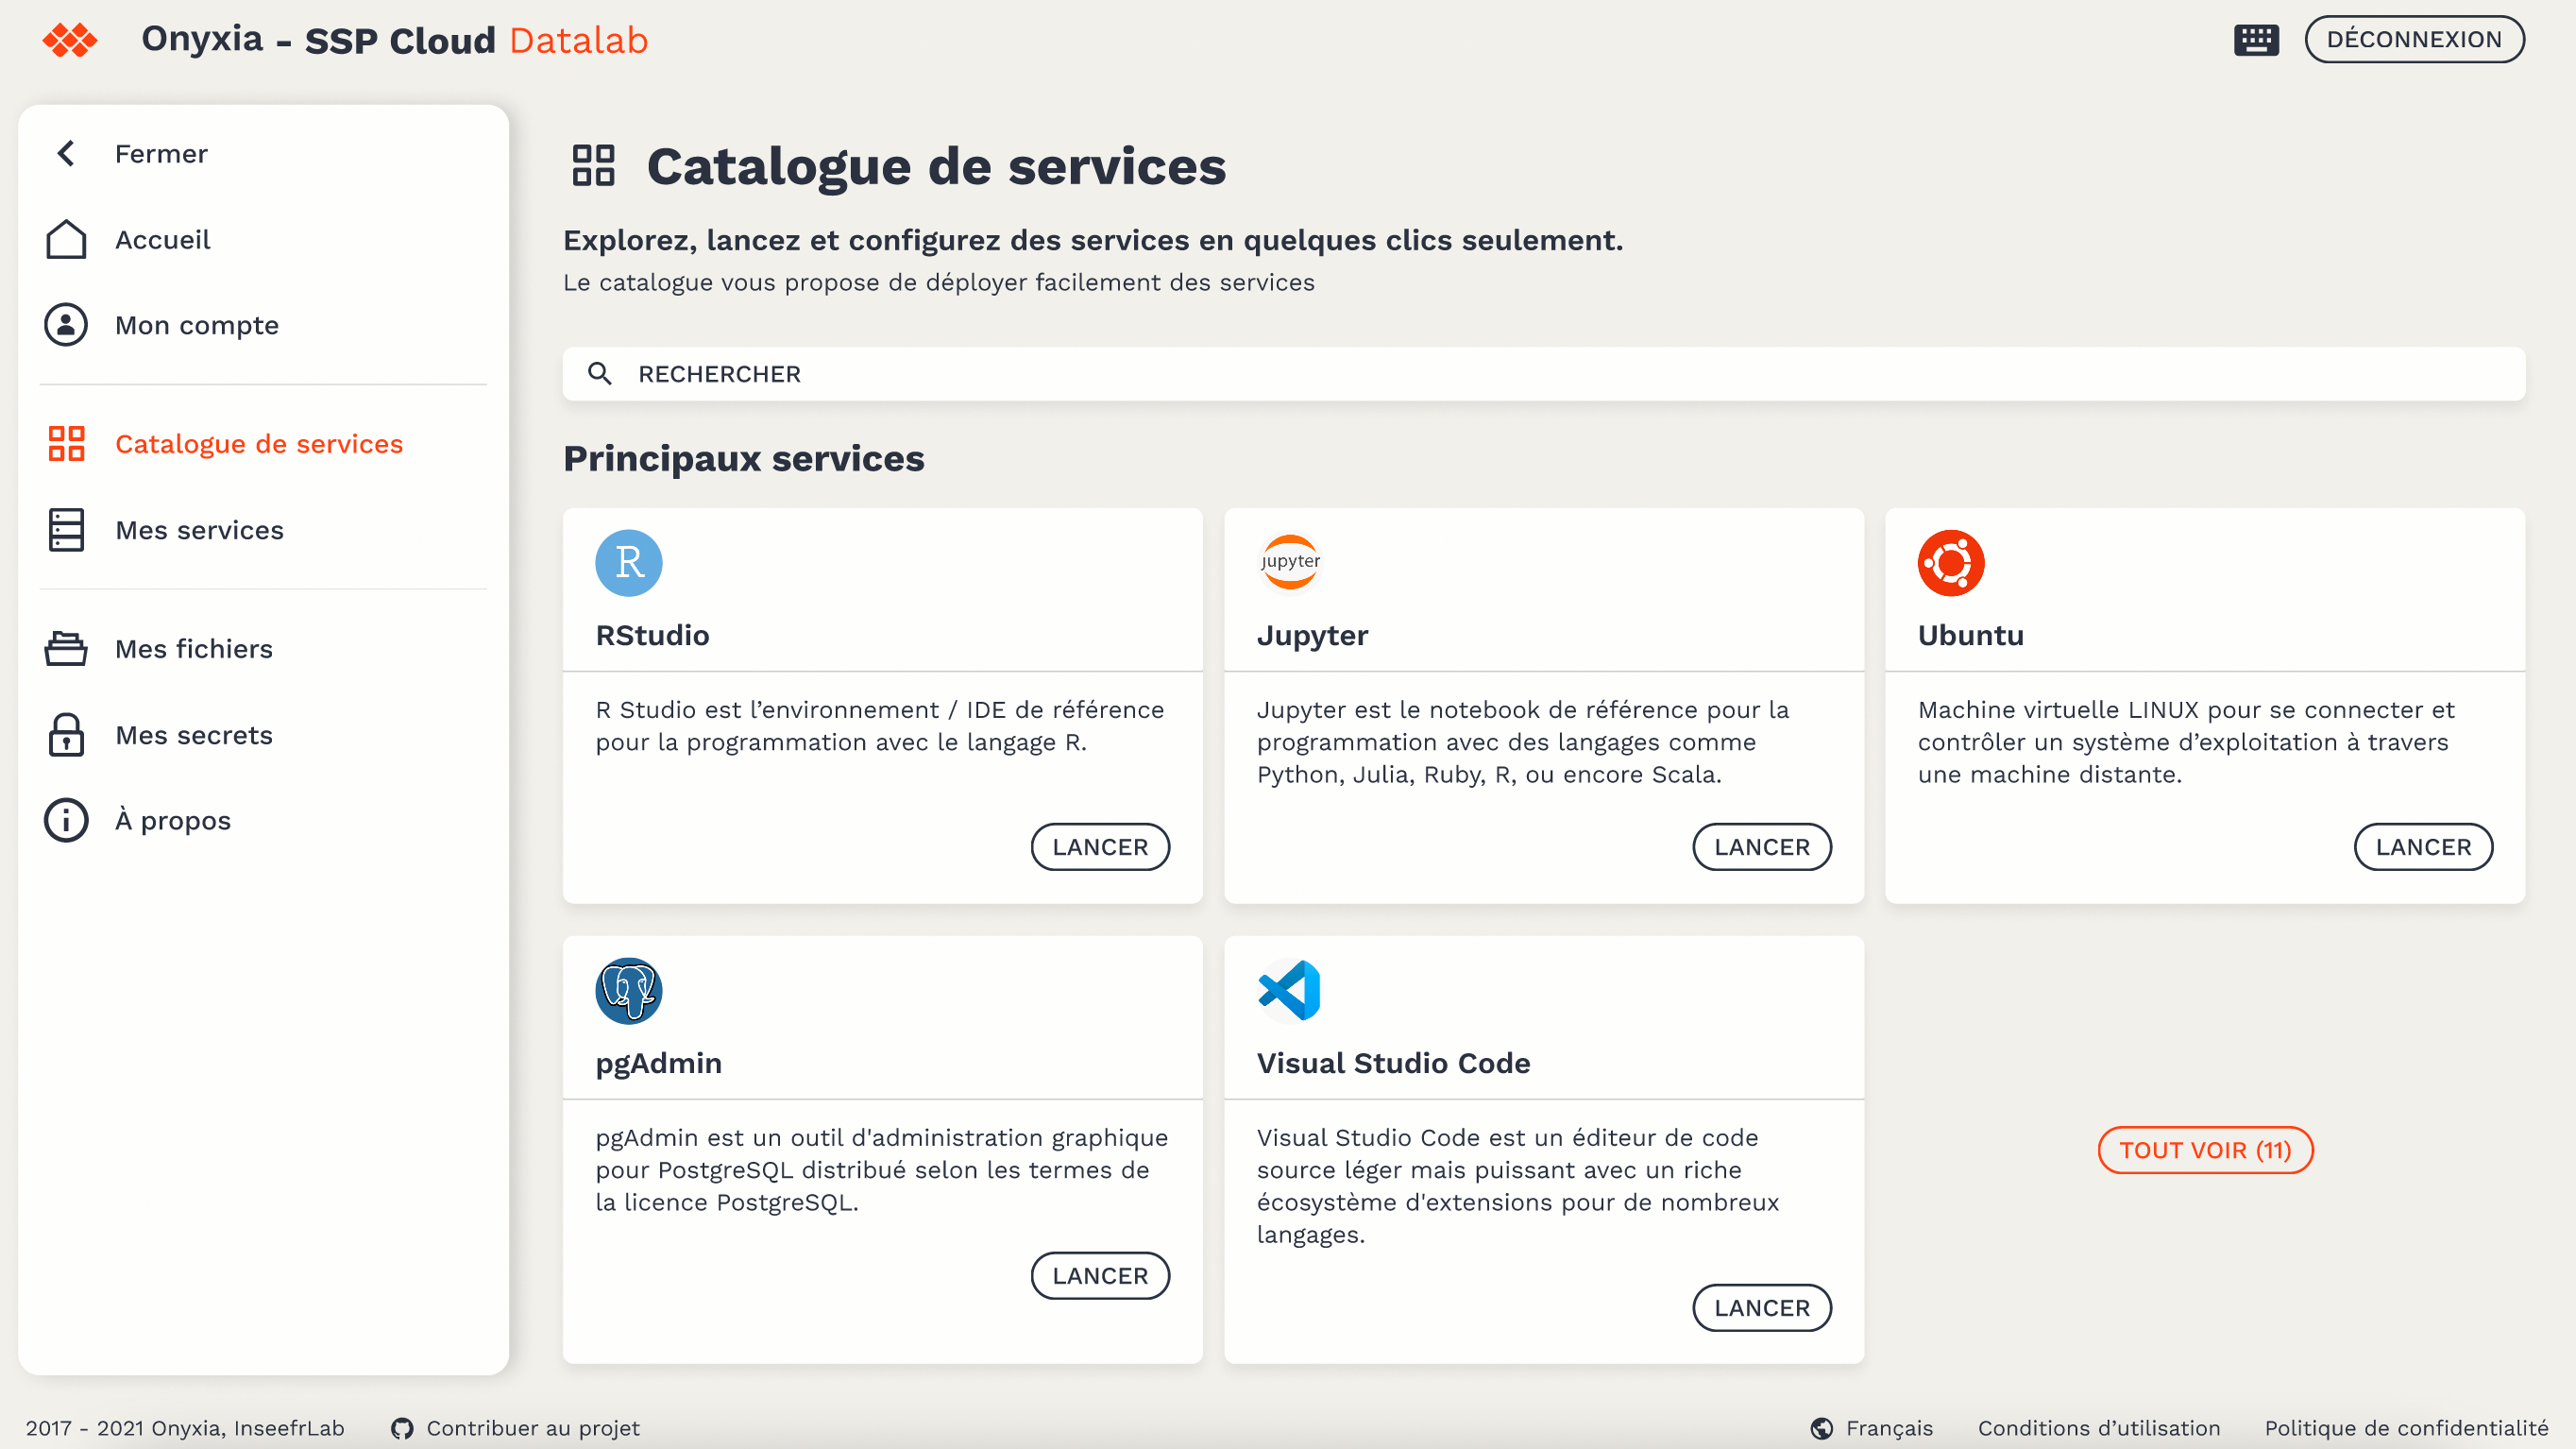 Onyxia - SSP Cloud Datalab
DÉCONNEXION
Fermer
Accueil
Mon compte
Catalogue de services
Mes services
Mes fichiers
Mes secrets
À propos
Catalogue de services
Explorez, lancez et configurez des services en quelques clics seulement.
Le catalogue vous propose de déployer facilement des services
RECHERCHER
Principaux services
R
RStudio
R Studio est l’environnement / IDE de référence
pour la programmation avec le langage R.
LANCER
jupyter
Jupyter
Jupyter est le notebook de référence pour la
programmation avec des langages comme
Python, Julia, Ruby, R, ou encore Scala.
LANCER
Ubuntu
Machine virtuelle LINUX pour se connecter et
contrôler un système d’exploitation à travers
une machine distante.
LANCER
pgAdmin
pgAdmin est un outil d'administration graphique
pour PostgreSQL distribué selon les termes de
la licence PostgreSQL.
LANCER
Visual Studio Code
Visual Studio Code est un éditeur de code
source léger mais puissant avec un riche
écosystème d'extensions pour de nombreux
langages.
LANCER
TOUT VOIR (11)
2017 - 2021 Onyxia, InseefrLab
Contribuer au projet
Français
Conditions d’utilisation
Politique de confidentialité